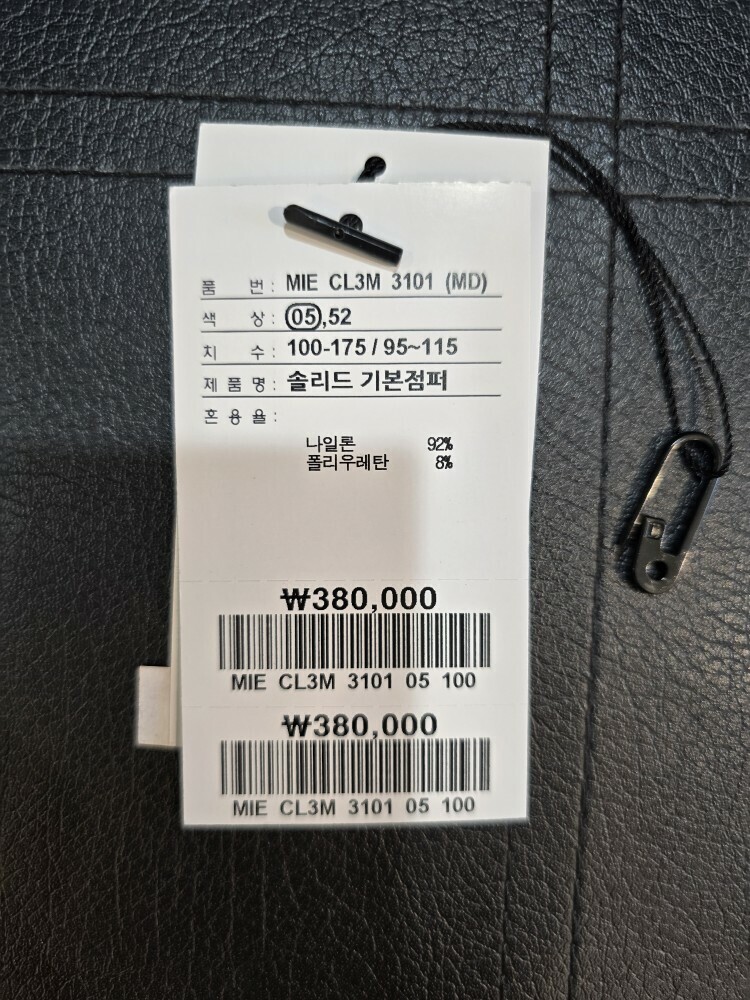 품 번 : MIE CL3M 3101 (MD)
색 상 : 05,52
치 수 : 100-175 / 95~115
제 품 명 : 솔리드 기본점퍼
혼 용 율 :
나일론 92%
폴리우레탄 8%
₩380,000
MIE CL3M 3101 05 100
₩380,000
MIE CL3M 3101 05 100